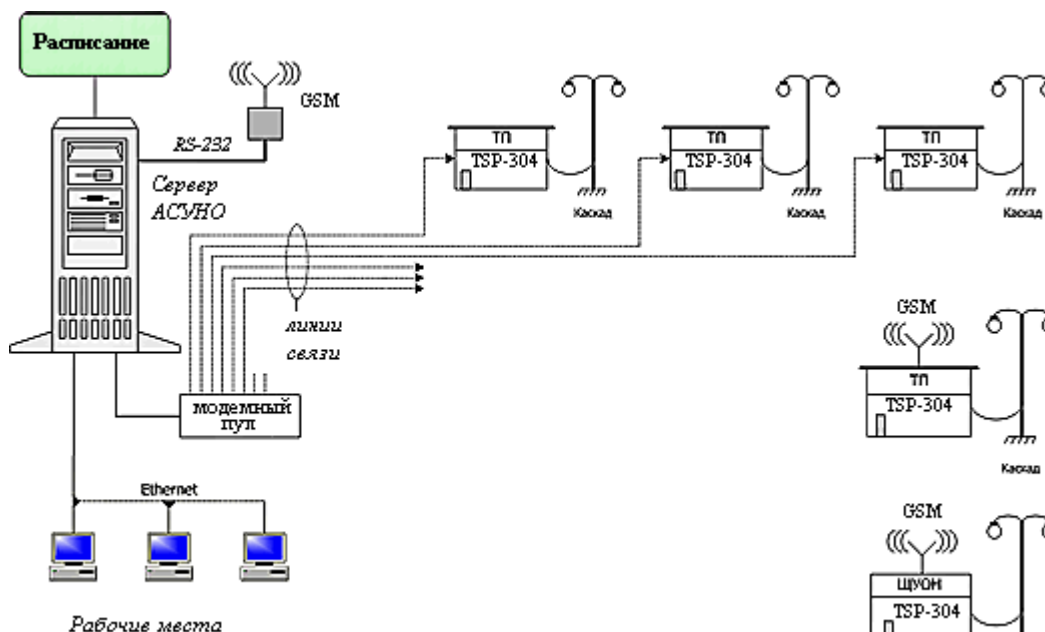 Расписание
GSM
RS-232
Сервер
АСУНО
ТП
TSP-304
Каскад
ТП
TSP-304
Каскад
ТП
TSP-304
Каскад
линии
связи
модемный
пул
GSM
ТП
TSP-304
Каскад
Ethernet
GSM
ЩУОН
TSP-304
Рабочие места